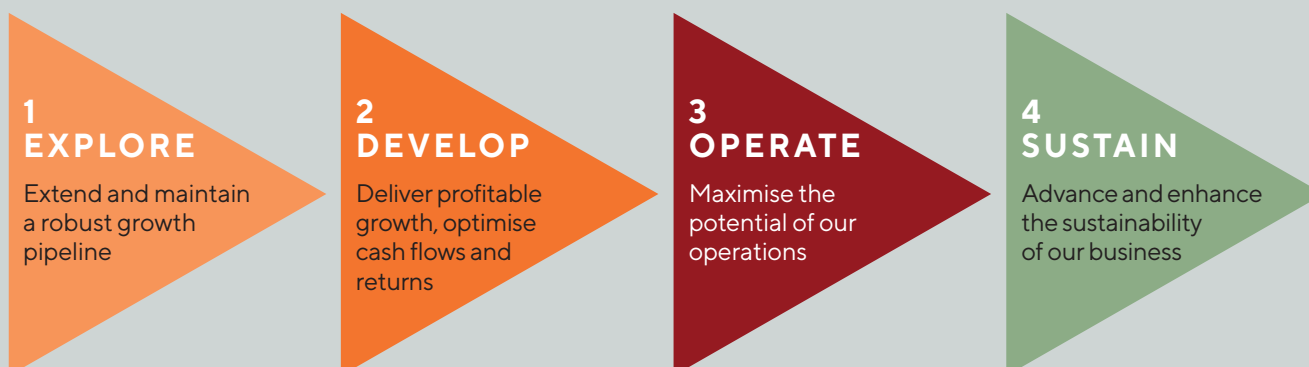 1
EXPLORE
Extend and maintain
a robust growth
pipeline
2
DEVELOP
Deliver profitable
growth, optimise
cash flows and
returns
3
OPERATE
Maximise the
potential of our
operations
4
SUSTAIN
Advance and enhance
the sustainability
of our business